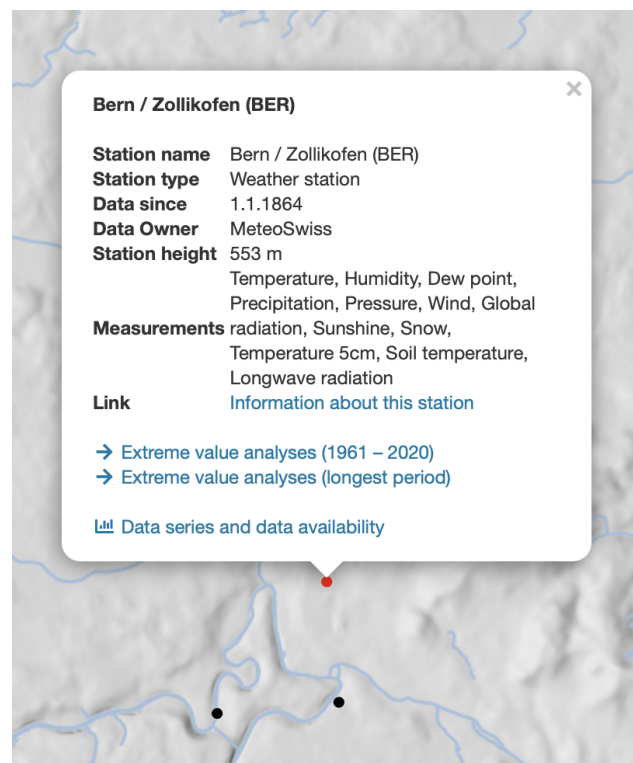 Bern / Zollikofen (BER)
Station name Bern / Zollikofen (BER)
Station type Weather station
Data since 1.1.1864
Data Owner MeteoSwiss
Station height 553 m
Measurements Temperature, Humidity, Dew point,
Precipitation, Pressure, Wind, Global
radiation, Sunshine, Snow,
Temperature 5cm, Soil temperature,
Longwave radiation
Link Information about this station
→ Extreme value analyses (1961 – 2020)
→ Extreme value analyses (longest period)
Data series and data availability